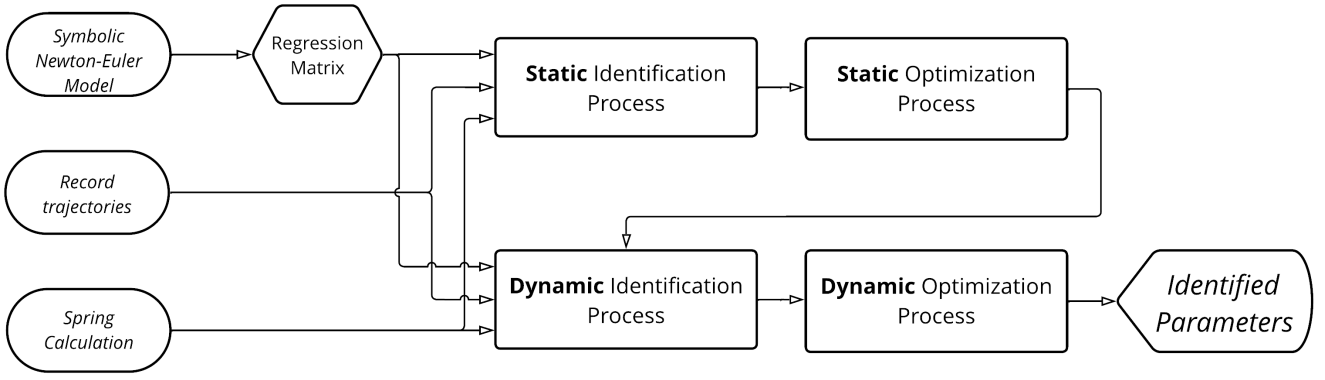 Symbolic
Newton-Euler
Model
Regression
Matrix
Static Identification
Process
Static Optimization
Process
Record
trajectories
Spring
Calculation
Dynamic Identification
Process
Dynamic Optimization
Process
Identified
Parameters